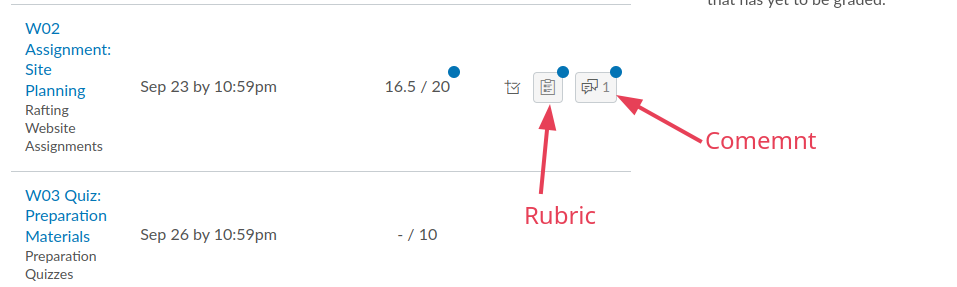 that has yet to be graded.
W02
Assignment:
Site
Planning
Rafting
Website
Assignments
Sep 23 by 10:59pm
16.5 / 20
1
Comemnt
Rubric
W03 Quiz:
Preparation
Materials
Preparation
Quizzes
Sep 26 by 10:59pm
- / 10